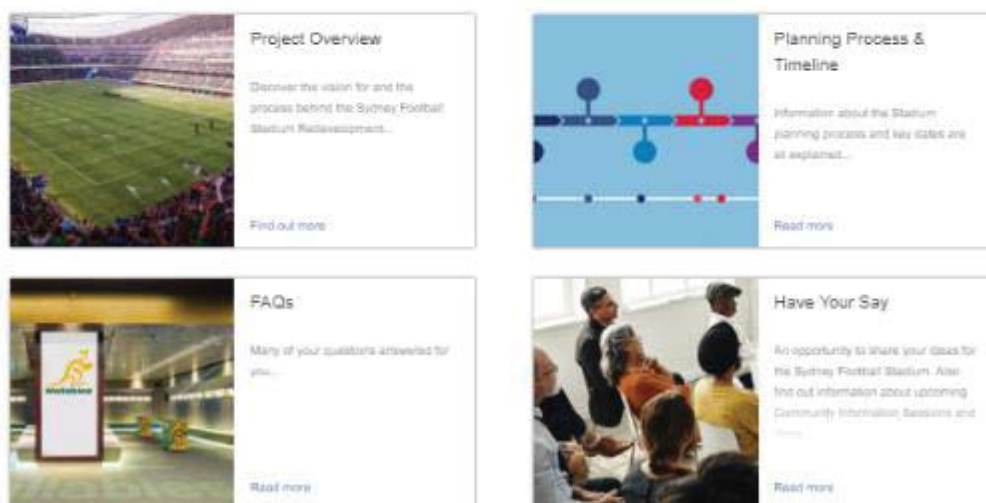 Project Overview
Discover the vision for and the
process behind the Sydney Football
Stadium Redevelopment...
Find out more
Planning Process &
Timeline
Information about the Stadium
planning process and key dates are
all explained...
Read more
FAQs
Many of your questions answered for
you...
Read more
Have Your Say
An opportunity to share your ideas for
the Sydney Football Stadium. Also
find out information about upcoming
Community Information Sessions and
more
Read more